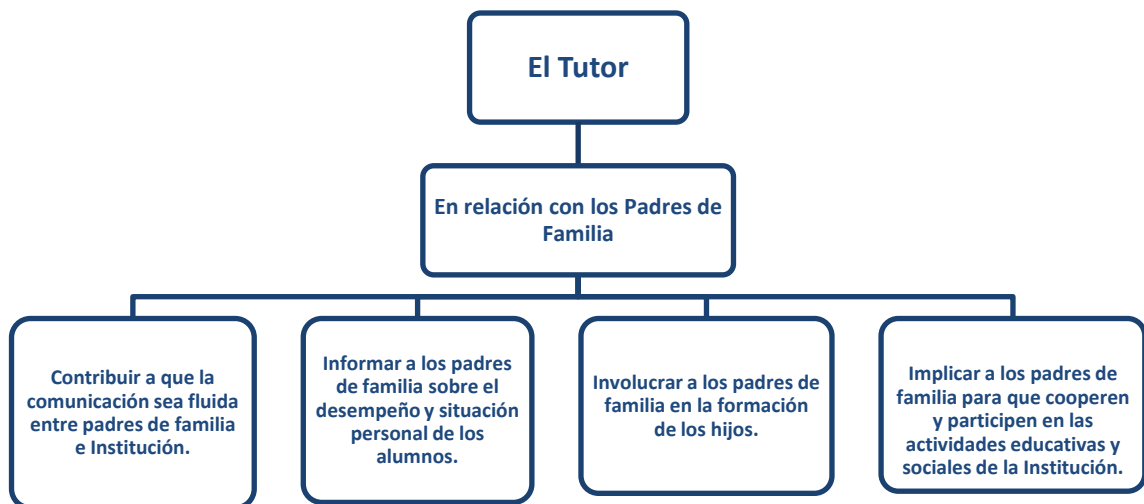 El Tutor
En relación con los Padres de
Familia
Contribuir a que la
comunicación sea fluida
entre padres de familia
e Institución.
Informar a los padres
de familia sobre el
desempeño y situación
personal de los
alumnos.
Involucrar a los padres de
familia en la formación
de los hijos.
Implicar a los padres de
familia para que cooperen
y participen en las
actividades educativas y
sociales de la Institución.